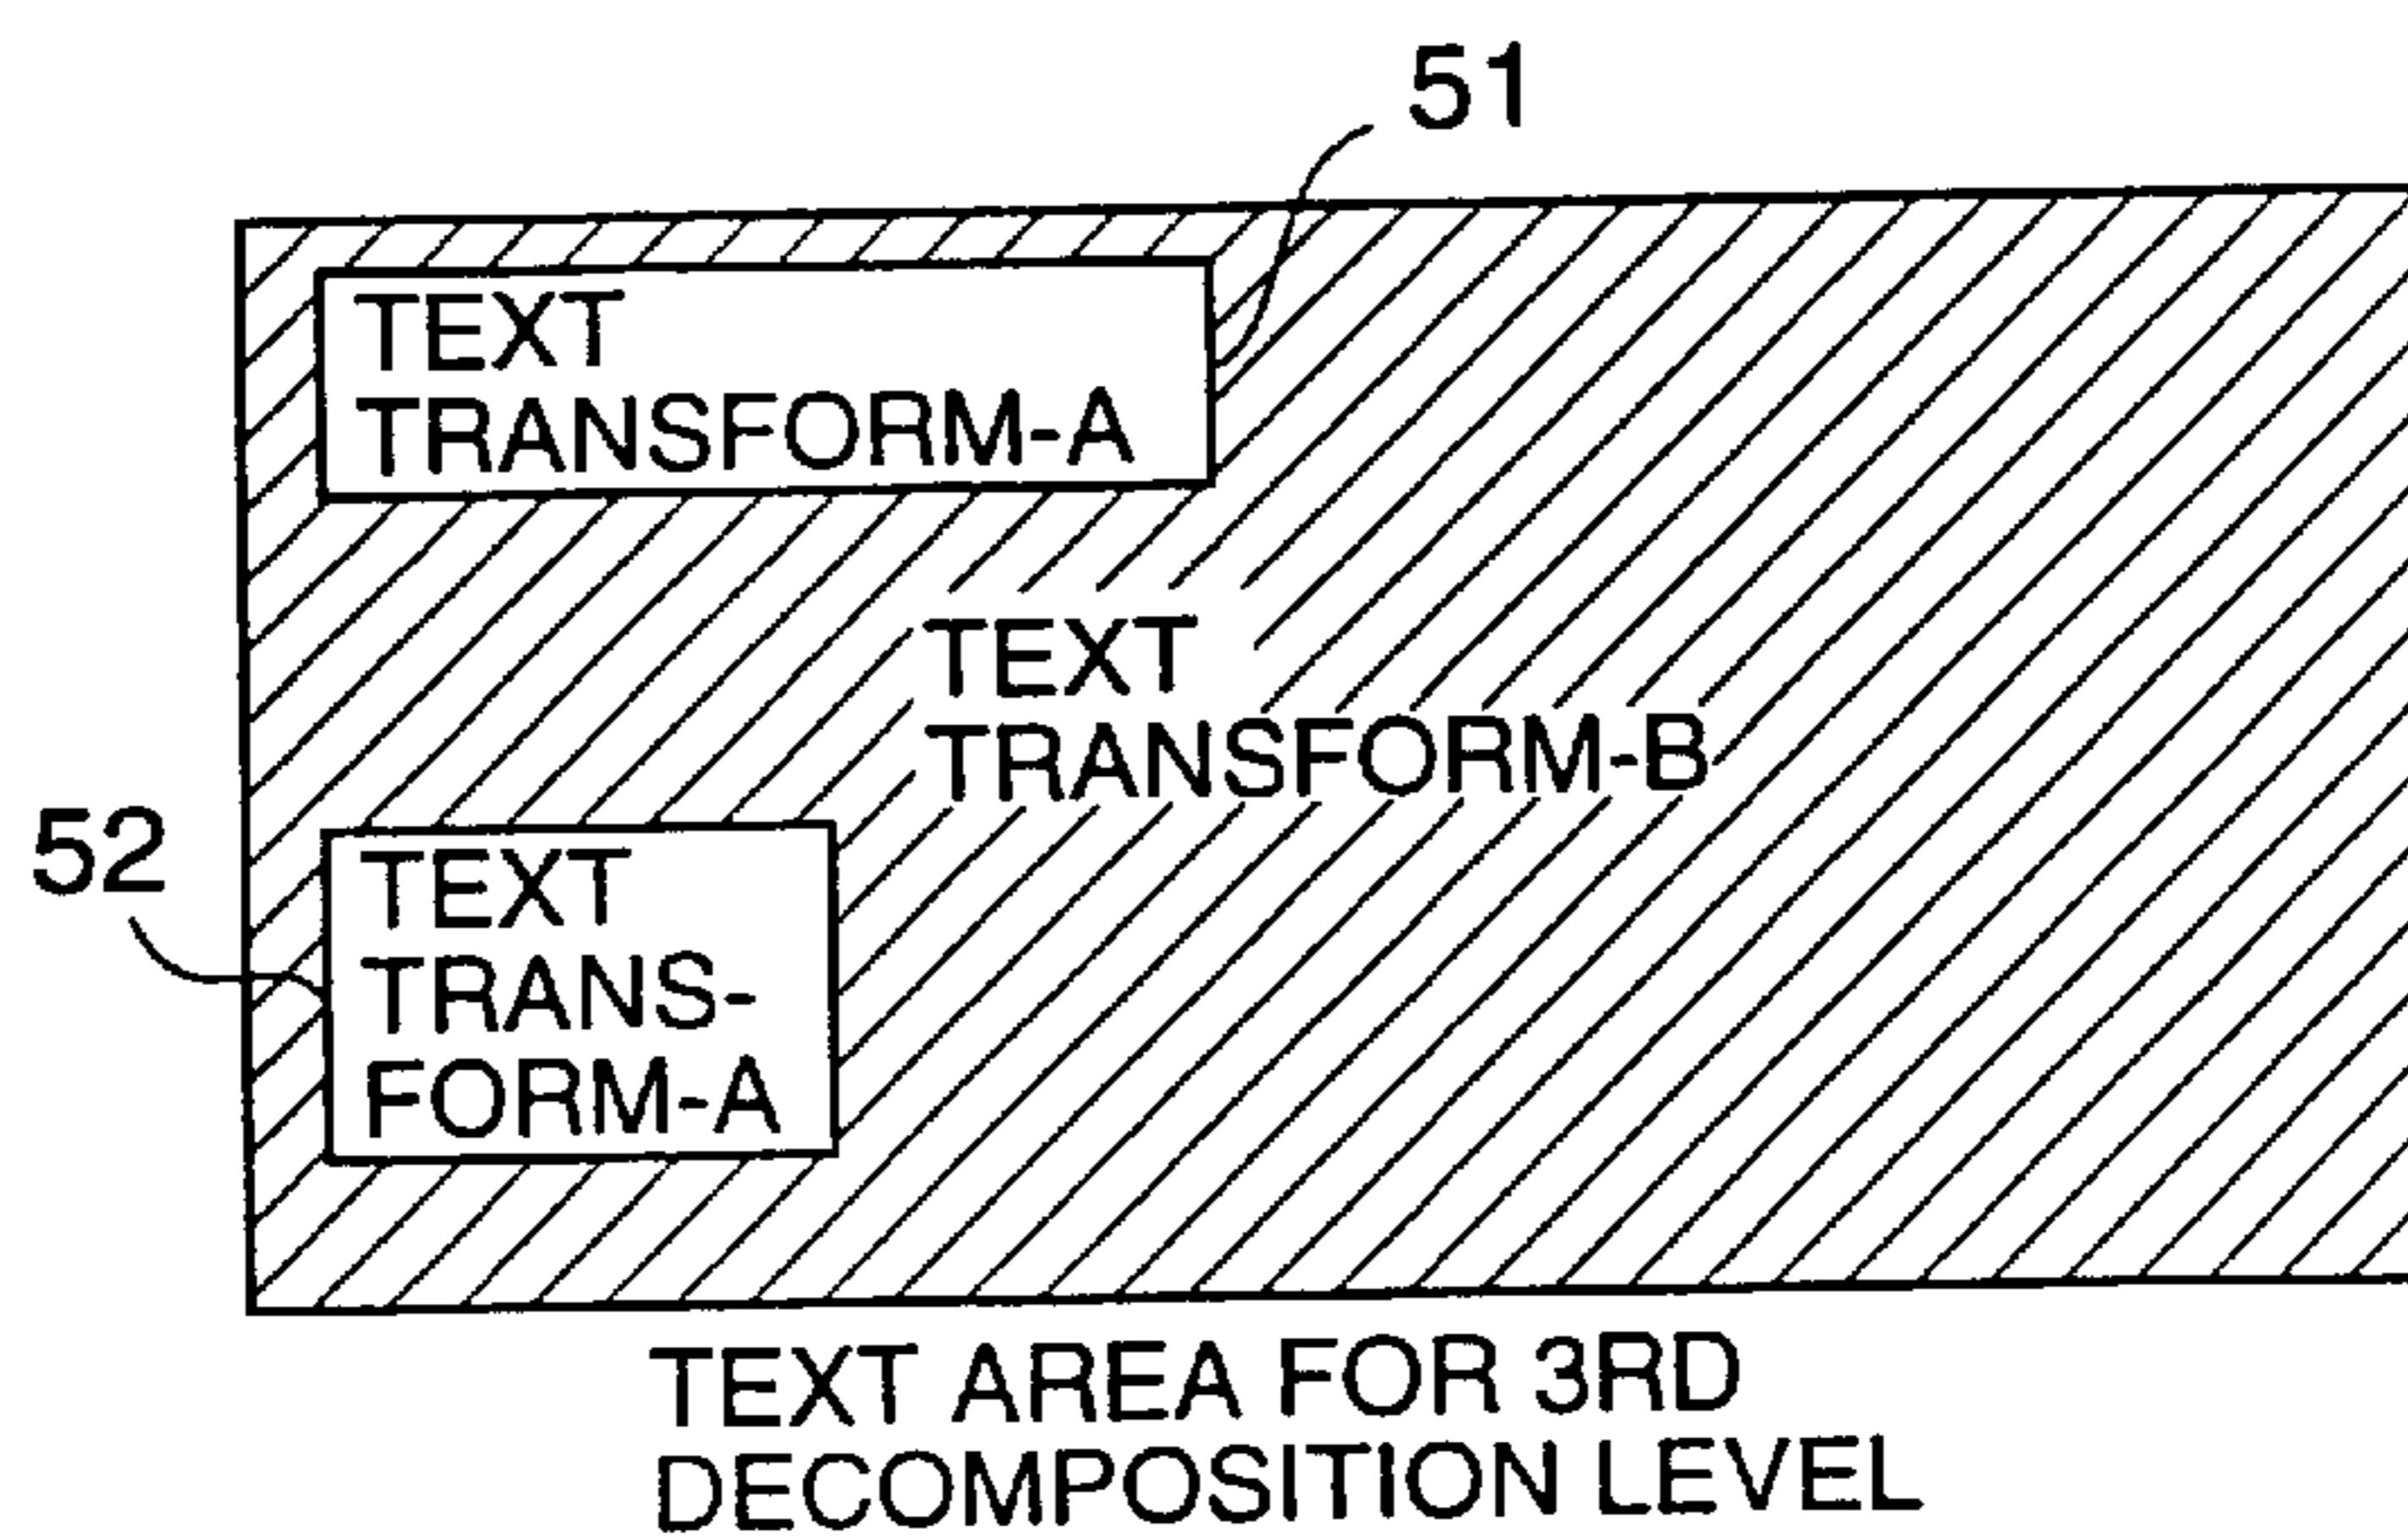 51
TEXT
TRANSFORM-A
TEXT
TRANSFORM-B
52
TEXT
TRANS-
FORM-A
TEXT AREA FOR 3RD
DECOMPOSITION LEVEL